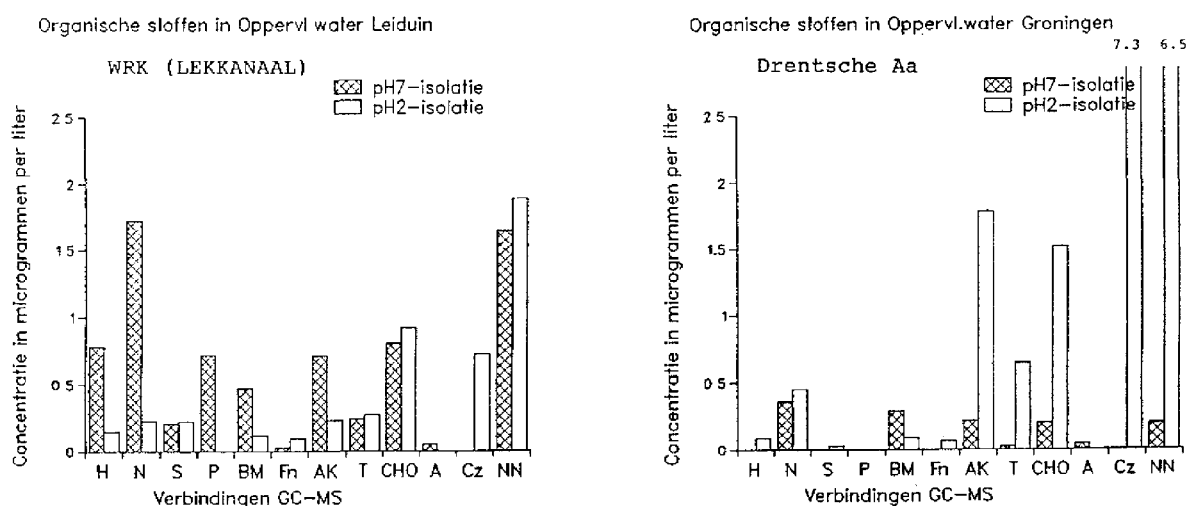 Organische stoffen in Oppervl water Leiduin
WRK (LEKKANAAL)
pH7-isolatie
pH2-isolatie
Concentratie in microgrammen per liter
2 5
2
1 5
1
0 5
0
H N S P BM Fn AK T CHO A Cz NN
Verbindingen GC-MS
Organische stoffen in Oppervl.water Groningen
7.3 6.5
Drentsche Aa
pH7-isolatie
pH2-isolatie
Concentratie in microgrammen per liter
2.5
2
1.5
1
0 5
0
H N S P BM Fn AK T CHO A Cz NN
Verbindingen GC-MS